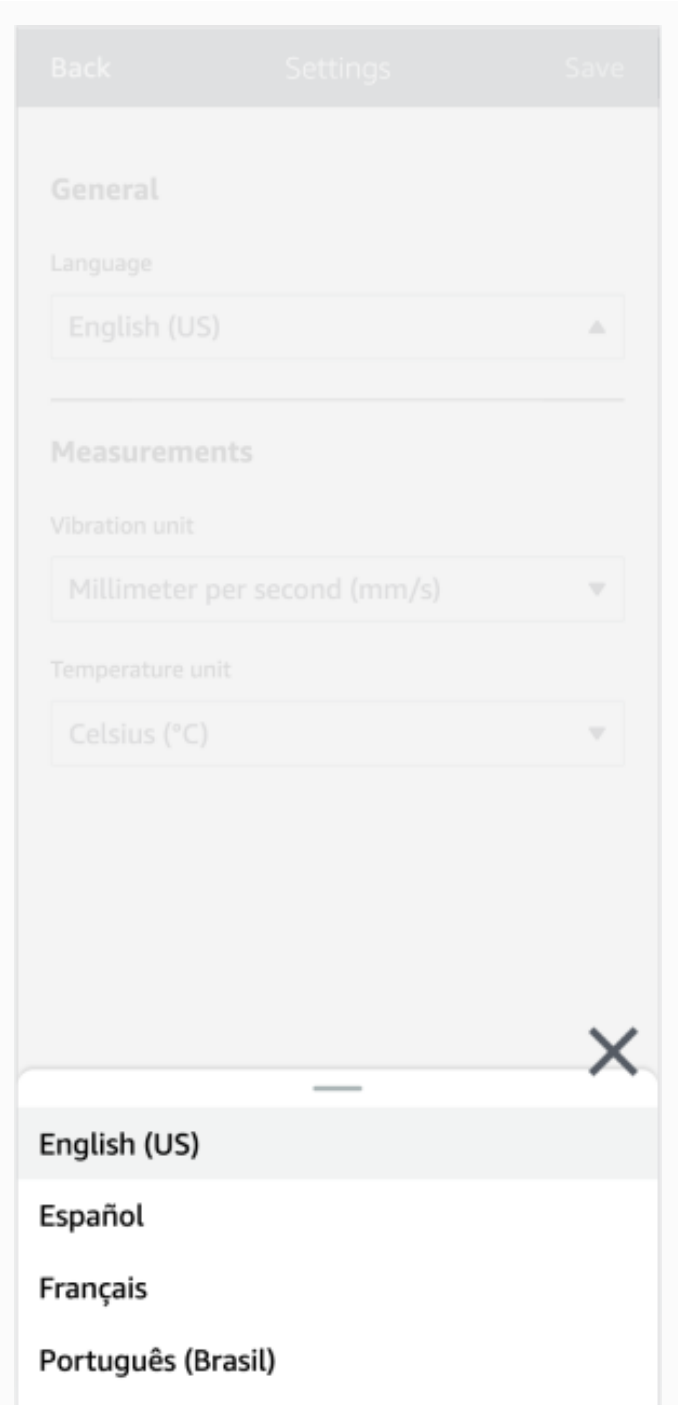 Back Settings Save
General
Language
English (US)
Measurements
Vibration unit
Millimeter per second (mm/s)
Temperature unit
Celsius (°C)
English (US)
Español
Français
Português (Brasil)